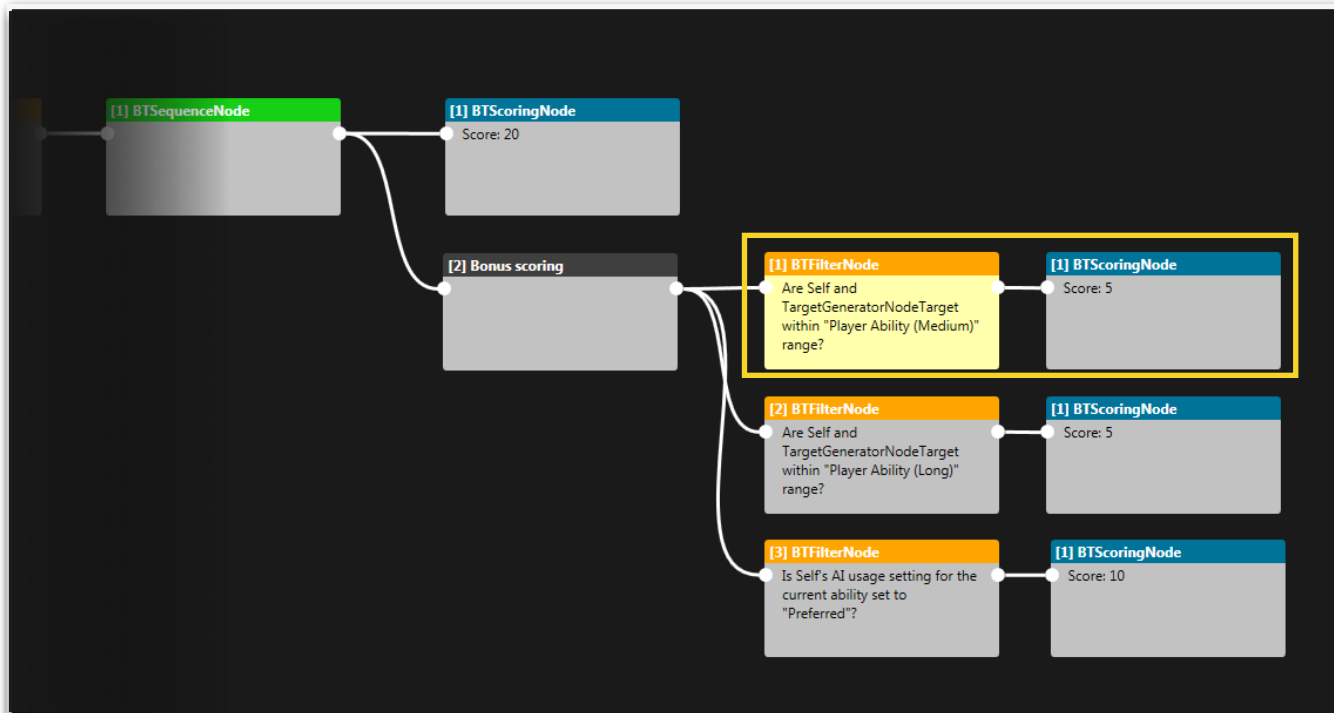 [1] BTSequenceNode
[1] BTScoringNode
Score: 20
[2] Bonus scoring
[1] BTFilterNode
Are Self and
TargetGeneratorNodeTarget
within "Player Ability (Medium)"
range?
[1] BTScoringNode
Score: 5
[2] BTFilterNode
Are Self and
TargetGeneratorNodeTarget
within "Player Ability (Long)"
range?
[1] BTScoringNode
Score: 5
[3] BTFilterNode
Is Self's AI usage setting for the
current ability set to
"Preferred"?
[1] BTScoringNode
Score: 10